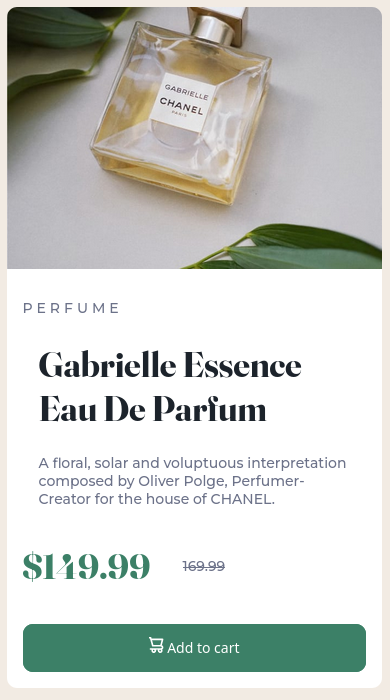 GABRIELLE
CHANEL
PARIS
PERFUME
Gabrielle Essence
Eau De Parfum
A floral, solar and voluptuous interpretation
composed by Oliver Polge, Perfumer-
Creator for the house of CHANEL.
$149.99 169.99
Add to cart